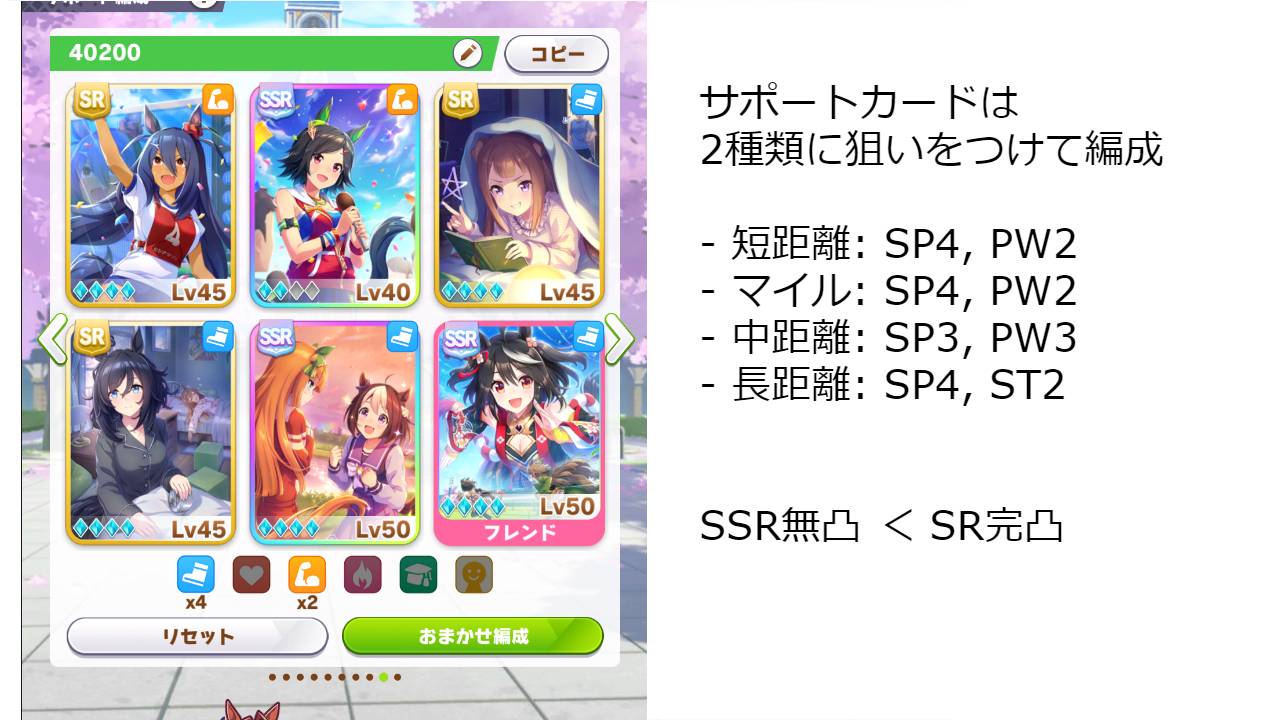 40200
コピー
SR
SSR
SR
Lv45
Lv40
Lv45
SR
SSR
SSR
Lv45
Lv50
Lv50
フレンド
x4
x2
リセット
おまかせ編成
サポートカードは
2種類に狙いをつけて編成
- 短距離: SP4, PW2
- マイル: SP4, PW2
- 中距離: SP3, PW3
- 長距離: SP4, ST2
SSR無凸 < SR完凸